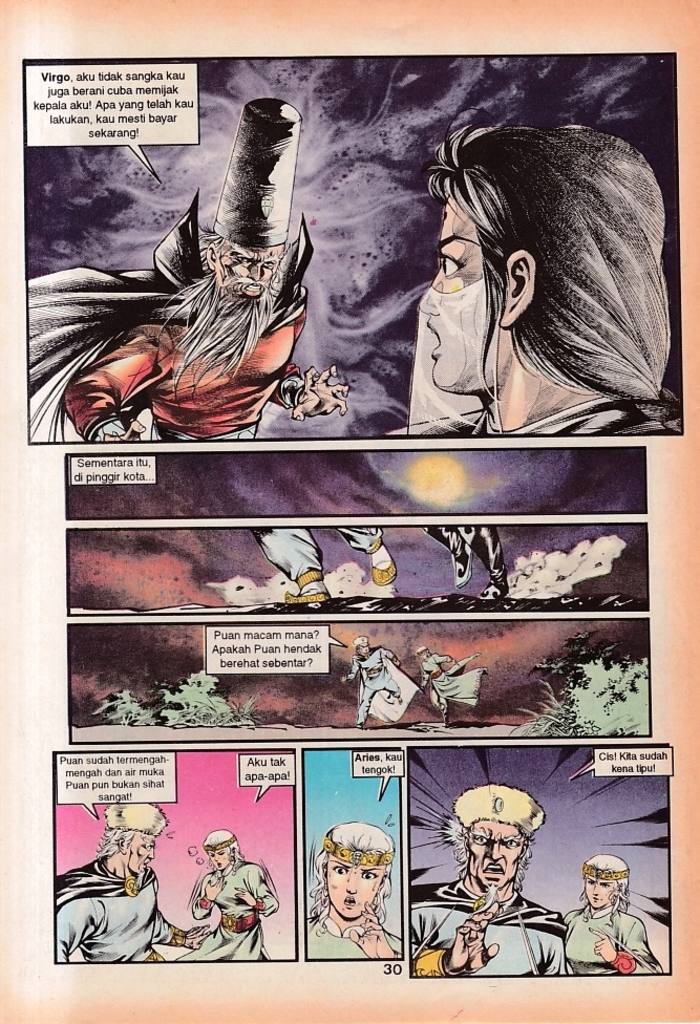 Virgo, aku tidak sangka kau
juga berani cuba memijak
kepala aku! Apa yang telah kau
lakukan, kau mesti bayar
sekarang!
Sementara itu,
di pinggir kota...
Puan macam mana?
Apakah Puan hendak
berehat sebentar?
Puan sudah termengah-
mengah dan air muka
Puan pun bukan sihat
sangat!
Aku tak
apa-apa!
Aries, kau
tengok!
Cis! Kita sudah
kena tipu!
30